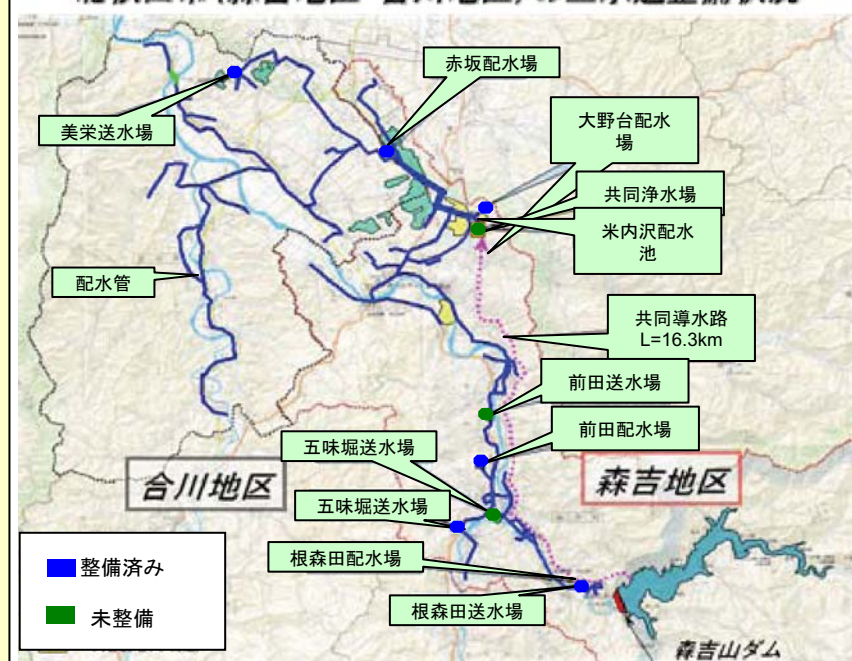 赤坂配水場
美栄送水場
大野台配水
場
共同浄水場
米内沢配水
池
配水管
共同導水路
L=16.3km
前田送水場
前田配水場
五味堀送水場
合川地区
森吉地区
五味堀送水場
根森田配水場
整備済み
根森田送水場
未整備
森吉山ダム